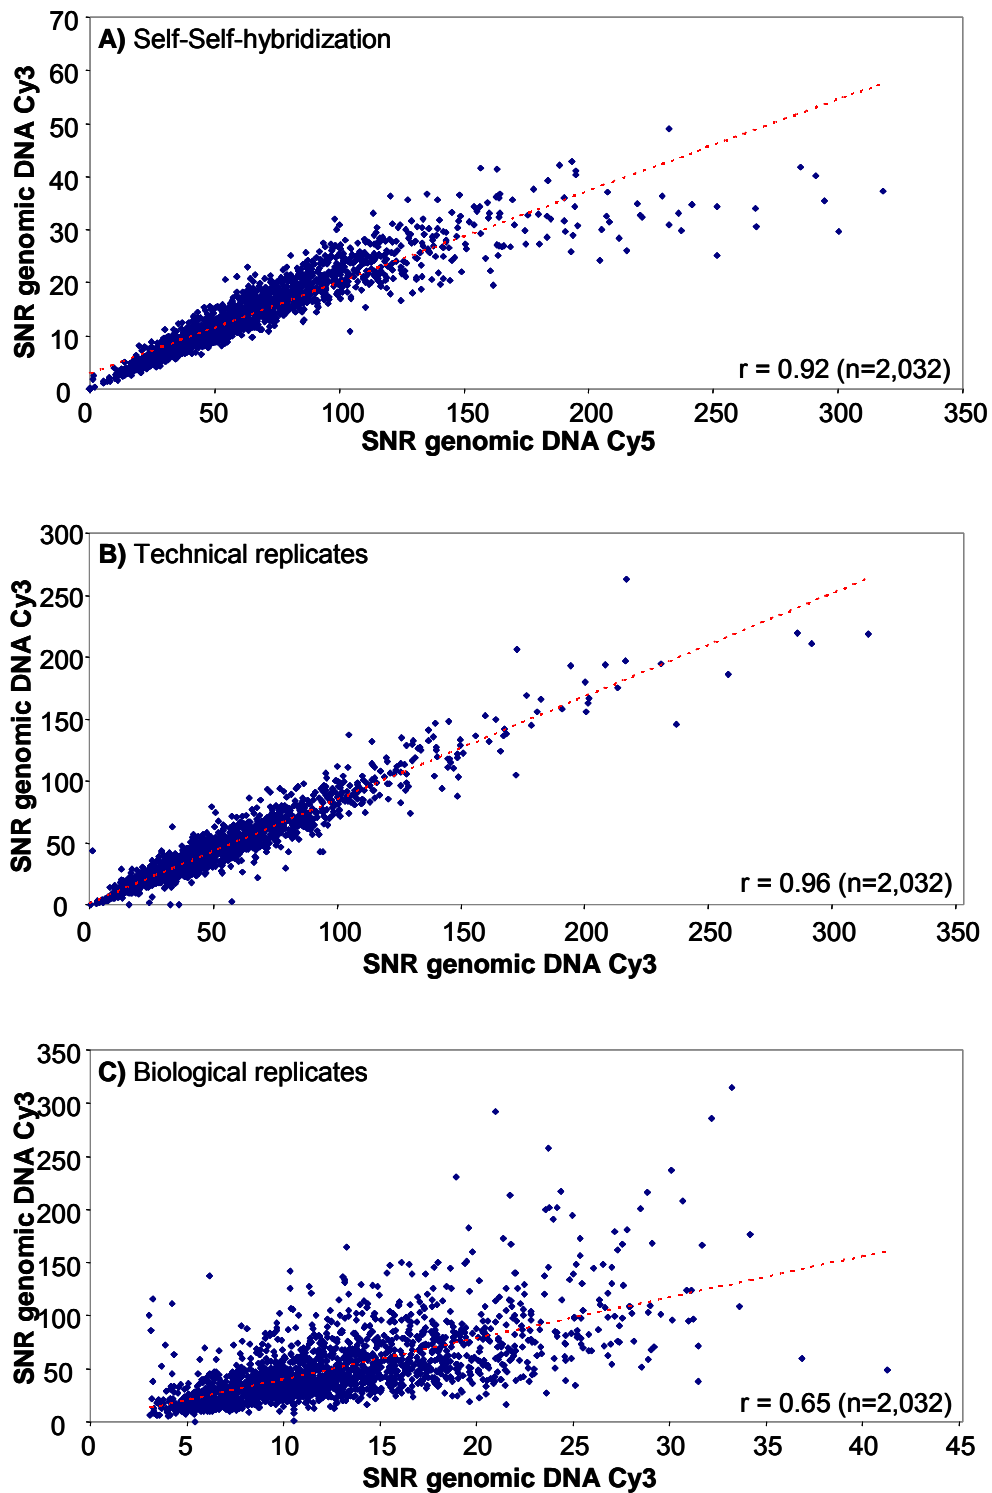 70
60
50
40
30
20
10
0
SNR genomic DNA Cy3
A) Self-Self-hybridization
r = 0.92 (n=2,032)
0 50 100 150 200 250 300 350
SNR genomic DNA Cy5
300
250
200
150
100
50
0
SNR genomic DNA Cy3
B) Technical replicates
r = 0.96 (n=2,032)
0 50 100 150 200 250 300 350
SNR genomic DNA Cy3
350
300
250
200
150
100
50
0
SNR genomic DNA Cy3
C) Biological replicates
r = 0.65 (n=2,032)
0 5 10 15 20 25 30 35 40 45
SNR genomic DNA Cy3